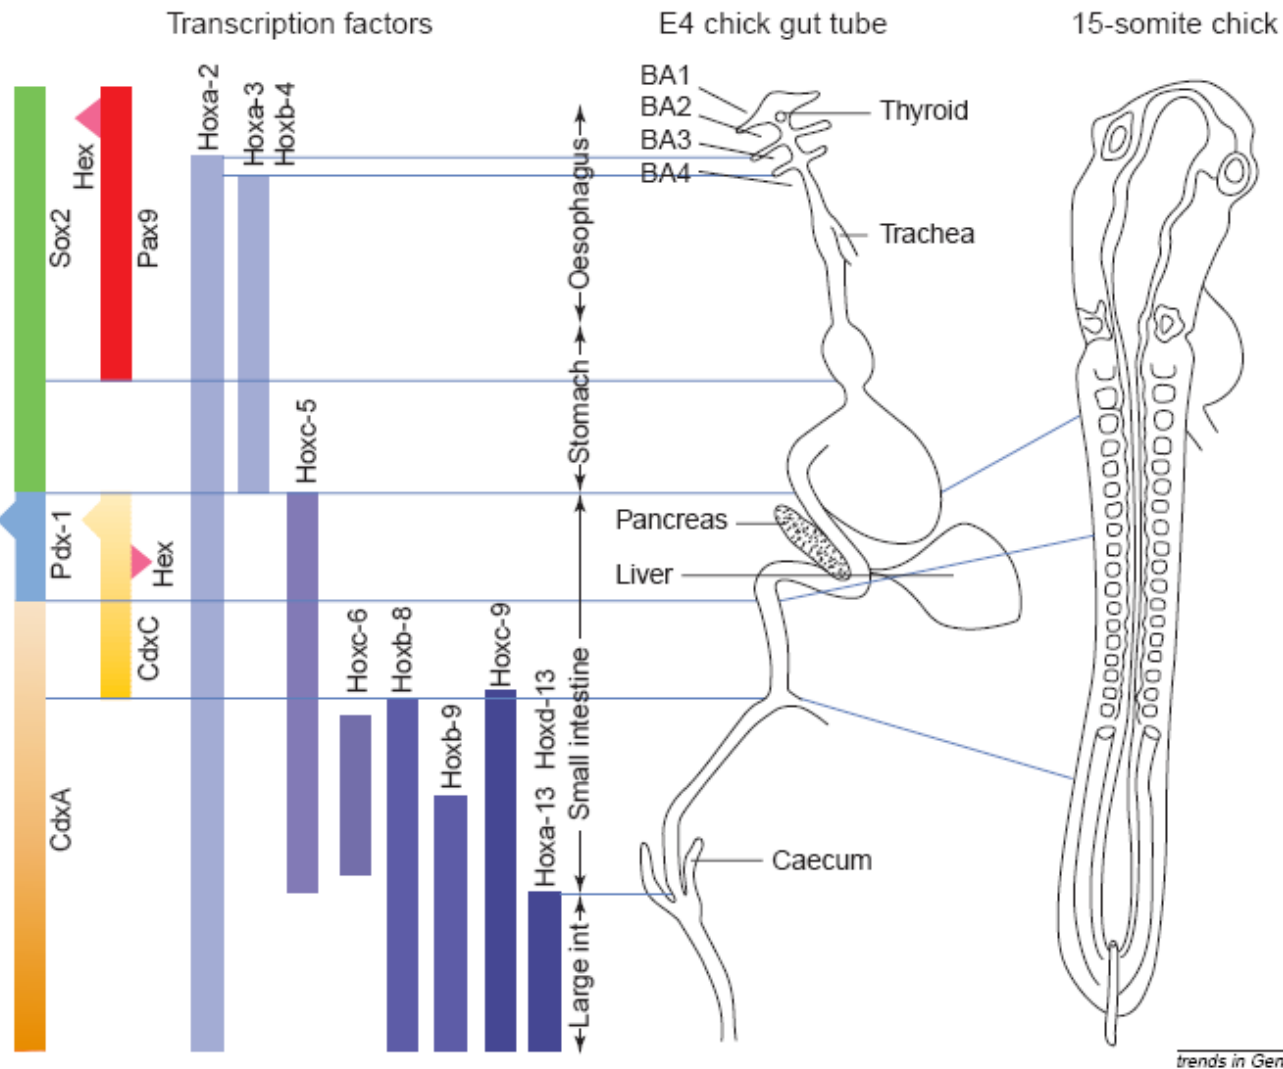 Transcription factors
E4 chick gut tube
15-somite chick
Sox2
Hex
Pax9
Hoxa-2
Hoxa-3
Hoxb-4
Hoxc-5
Pdx-1
Hex
CdxC
CdxA
Hoxc-6
Hoxb-8
Hoxb-9
Hoxc-9
Hoxa-13 Hoxd-13
Oesophagus
Stomach
Small intestine
Large int
BA1
BA2
BA3
BA4
Thyroid
Trachea
Pancreas
Liver
Caecum
trends in Gen